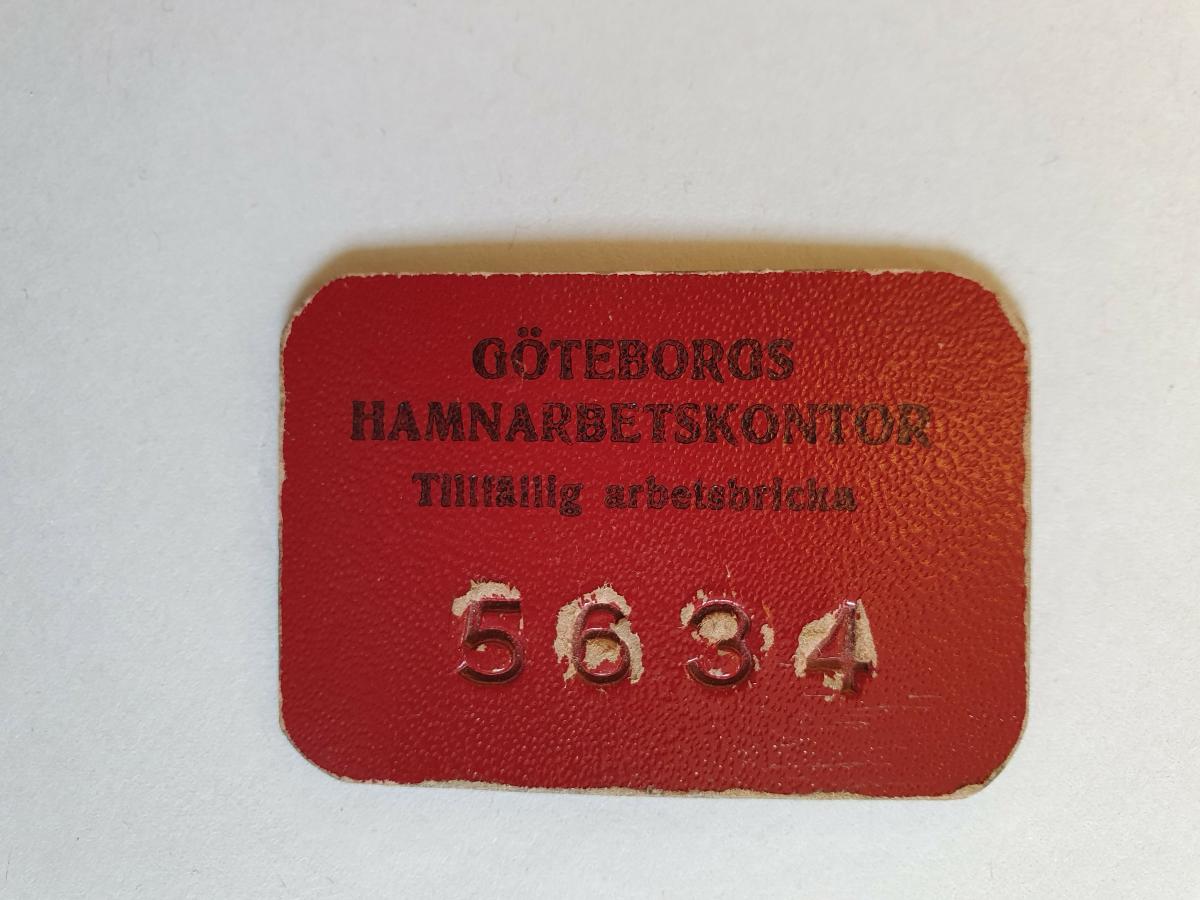 GÖTEBORGS
HAMNARBETSKONTOR
Tillfällig arbetsbricka
5634